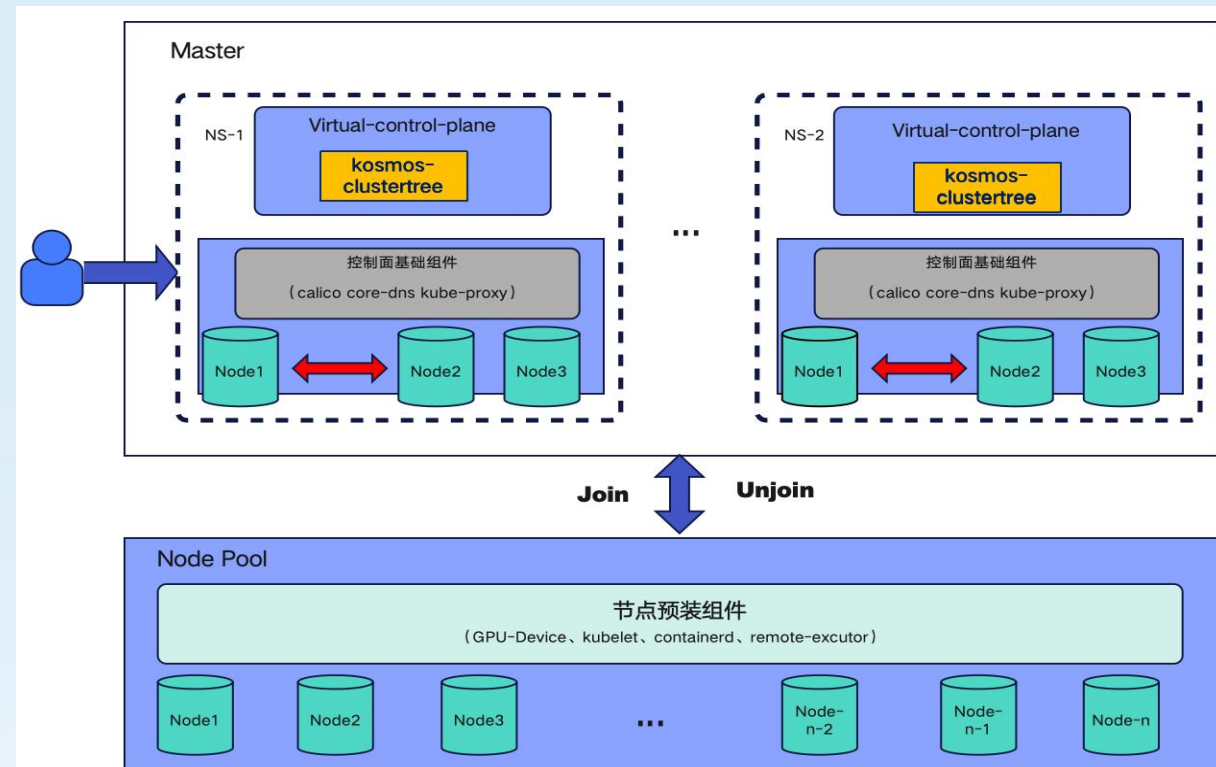 Master
NS-1
Virtual-control-plane
kosmos-
clustertree
控制面基础组件
(calico core-dns kube-proxy)
Node1
Node2
Node3
...
NS-2
Virtual-control-plane
kosmos-
clustertree
控制面基础组件
(calico core-dns kube-proxy)
Node1
Node2
Node3
Join
Unjoin
Node Pool
节点预装组件
(GPU-Device、kubelet、containerd、remote-excutor)
Node1
Node2
Node3
...
Node-
n-2
Node-
n-1
Node-n